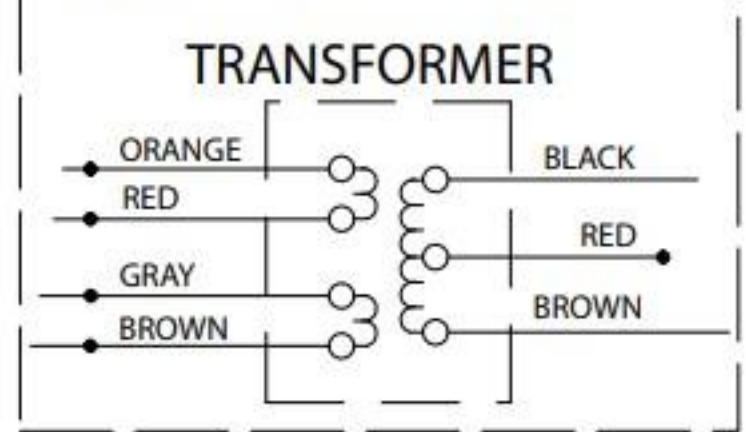 TRANSFORMER
ORANGE
RED
GRAY
BROWN
BLACK
RED
BROWN